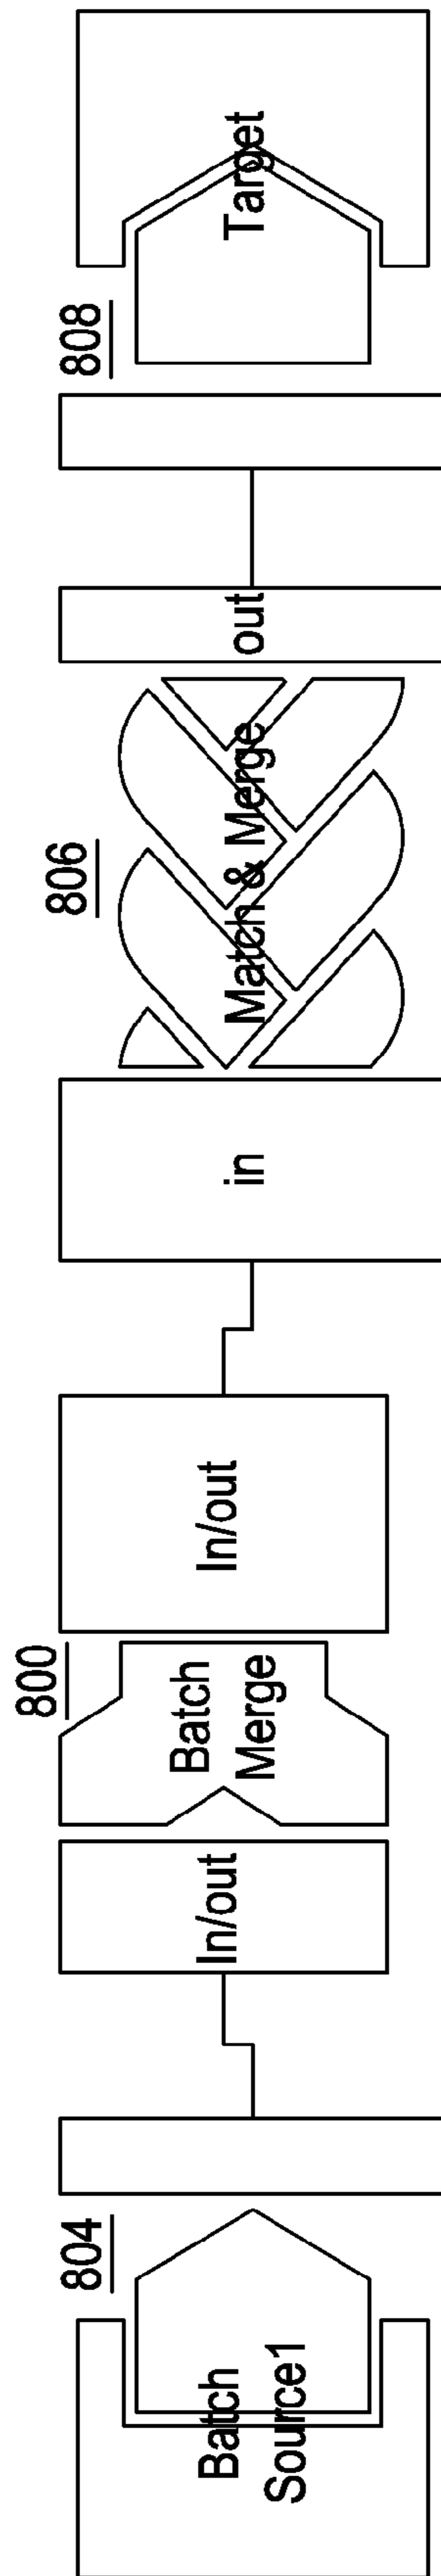 804
Batch
Source1
In/out
800
Batch
Merge
In/out
in
806
Match & Merge
out
808
Target